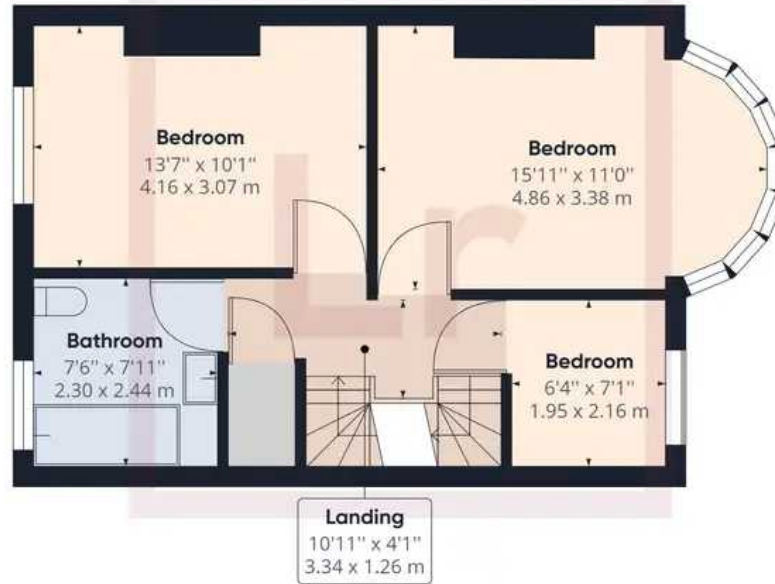 Bedroom
13'7" x 10'1"
4.16 x 3.07 m
Bedroom
15'11" x 11'0"
4.86 x 3.38 m
Bathroom
7'6" x 7'11"
2.30 x 2.44 m
Bedroom
6'4" x 7'1"
1.95 x 2.16 m
Landing
10'11" x 4'1"
3.34 x 1.26 m
Lr